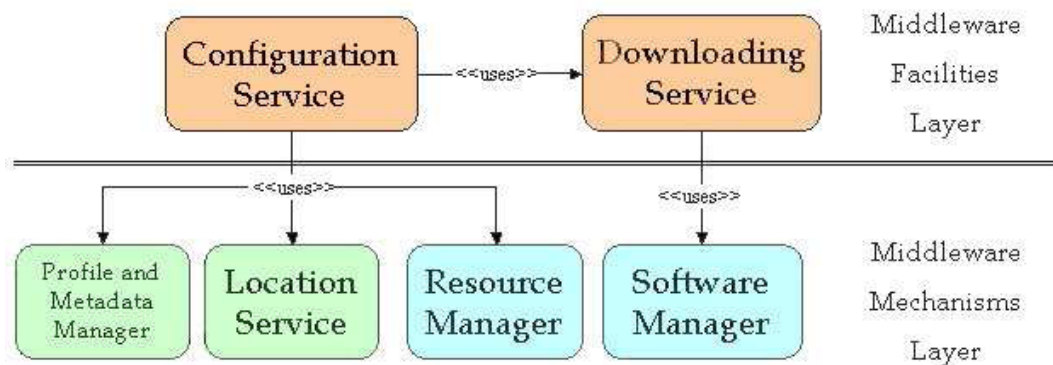 Configuration
Service
<<uses>>
Downloading
Service
Middleware
Facilities
Layer
<<uses>>
<<uses>>
Profile and
Metadata
Manager
Location
Service
Resource
Manager
Software
Manager
Middleware
Mechanisms
Layer